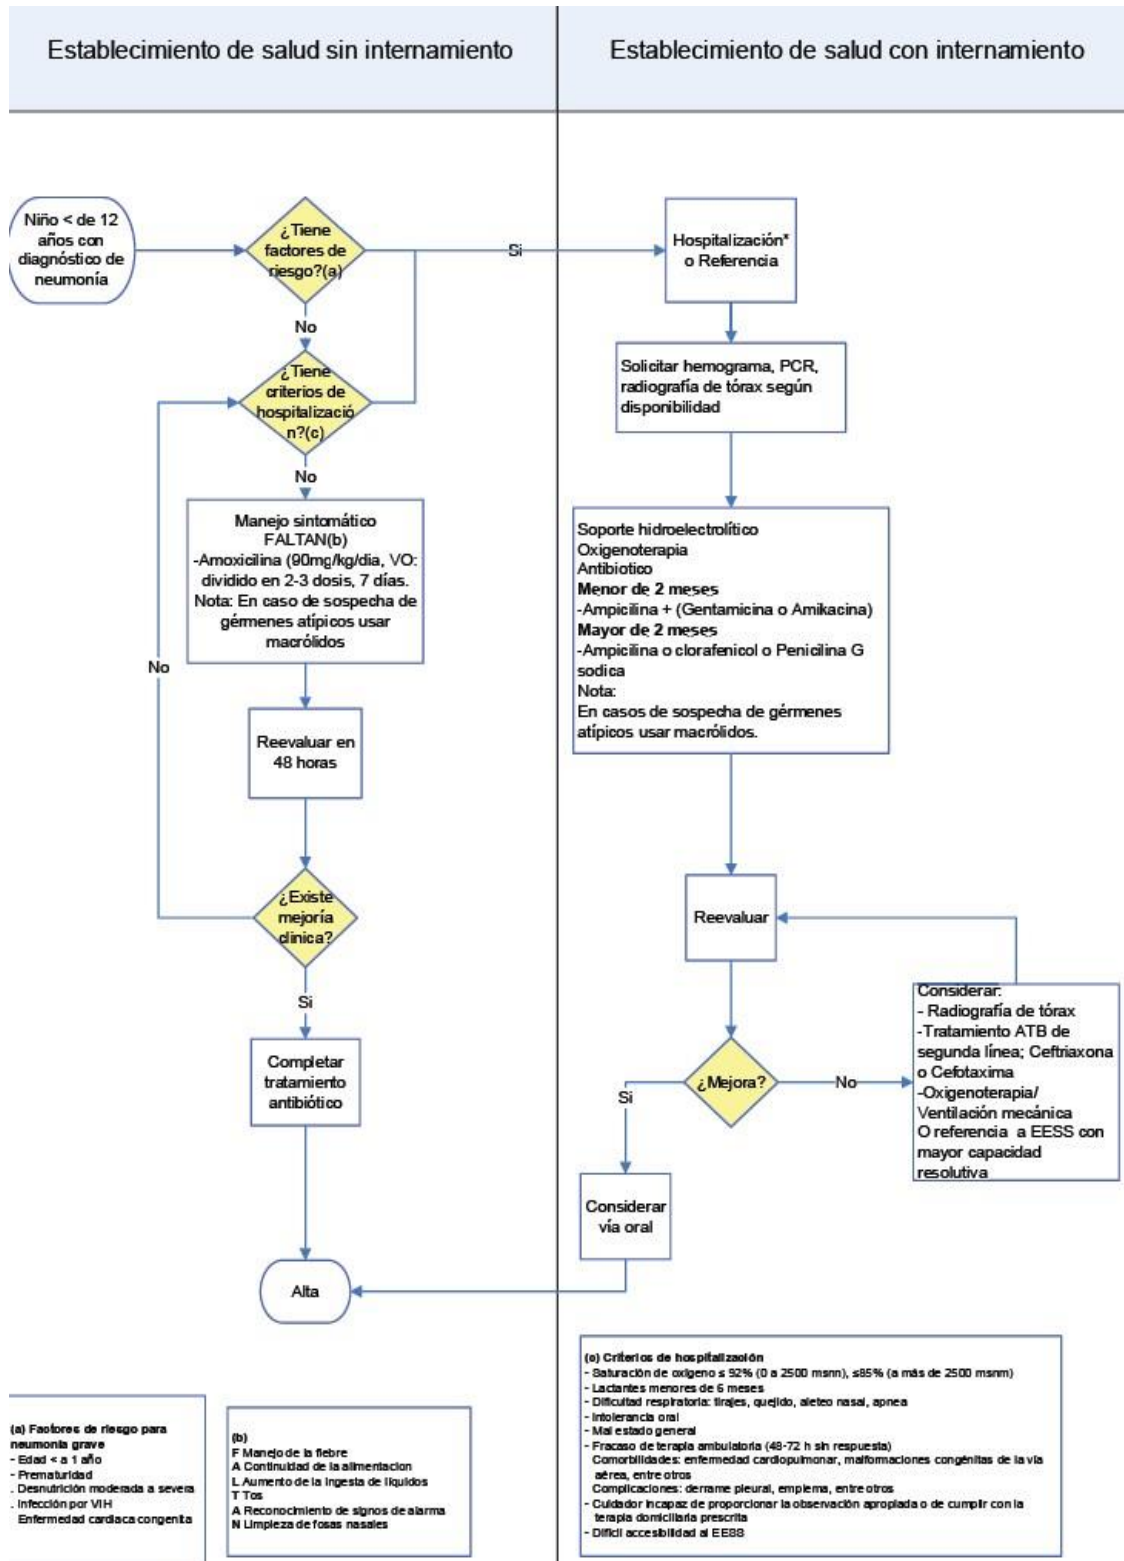 Establecimiento de salud sin internamiento
Establecimiento de salud con internamiento
Niño < de 12
años con
diagnóstico de
neumonía
¿Tiene
factores de
riesgo?(a)
Si
No
¿Tiene
criterios de
hospitalizació
n?(c)
No
Manejo sintomático
FALTAN(b)
-Amoxicilina (90mg/kg/dia, VO:
dividido en 2-3 dosis, 7 días.
Nota: En caso de sospecha de
gérmenes atípicos usar
macrólidos
No
Reevaluar en
48 horas
¿Existe
mejoría
clinica?
Si
Completar
tratamiento
antibiótico
Alta
Hospitalización*
o Referencia
Solicitar hemograma, PCR,
radiografía de tórax según
disponibilidad
Soporte hidroelectrolítico
Oxigenoterapia
Antibiotico
Menor de 2 meses
-Ampicilina + (Gentamicina o Amikacina)
Mayor de 2 meses
-Ampicilina o clorafenicol o Penicilina G
sodica
Nota:
En casos de sospecha de gérmenes
atípicos usar macrólidos.
Reevaluar
¿Mejora?
No
Si
Considerar:
- Radiografía de tórax
-Tratamiento ATB de
segunda línea; Ceftriaxona
o Cefotaxima
-Oxigenoterapia/
Ventilación mecánica
O referencia a EESS con
mayor capacidad
resolutiva
Considerar
vía oral
(a) Factores de riesgo para
neumonia grave
- Edad < a 1 año
- Prematuridad
. Desnutrición moderada a severa
. Infección por VIH
Enfermedad cardiaca congenita
(b)
F Manejo de la fiebre
A Continuidad de la alimentacion
L Aumento de la ingesta de líquidos
T Tos
A Reconocimiento de signos de alarma
N Limpieza de fosas nasales
(c) Criterios de hospitalización
- Saturación de oxígeno ≤ 92% (0 a 2500 msnn), ≤85% (a más de 2500 msnm)
- Lactantes menores de 6 meses
- Dificultad respiratoria: tirajes, quejido, aleteo nasal, apnea
- Intolerancia oral
- Mal estado general
- Fracaso de terapia ambulatoria (48-72 h sin respuesta)
Comorbilidades: enfermedad cardiopulmonar, malformaciones congénitas de la vía
aérea, entre otros
Complicaciones: derrame pleural, empiema, entre otros
- Cuidador incapaz de proporcionar la observación apropiada o de cumplir con la
terapia domiciliaria prescrita
- Difícil accesibilidad al EESS